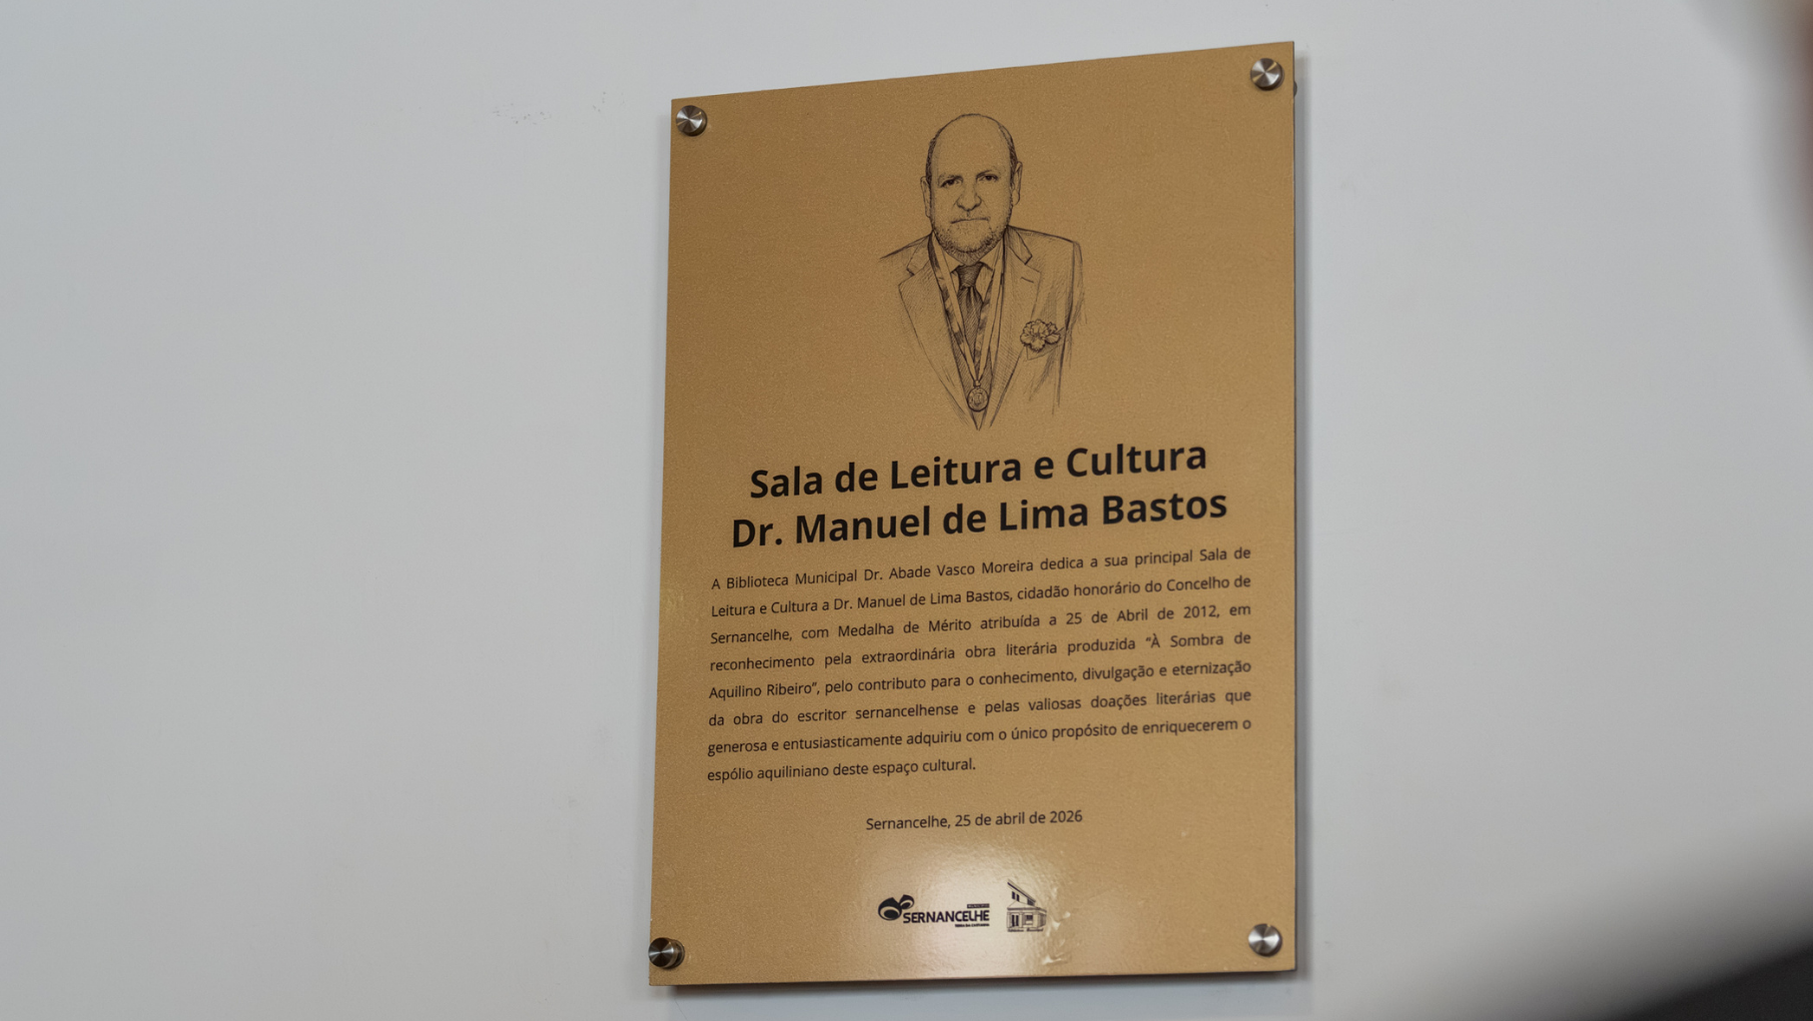 Sala de Leitura e Cultura
Dr. Manuel de Lima Bastos
A Biblioteca Municipal Dr. Abade Vasco Moreira dedica a sua principal Sala de
Leitura e Cultura a Dr. Manuel de Lima Bastos, cidadão honorário do Concelho de
Sernancelhe, com Medalha de Mérito atribuída a 25 de Abril de 2012, em
reconhecimento pela extraordinária obra literária produzida “À Sombra de
Aquilino Ribeiro”, pelo contributo para o conhecimento, divulgação e eternização
da obra do escritor sernancelhense e pelas valiosas doações literárias que
generosa e entusiasticamente adquiriu com o único propósito de enriquecerem o
espólio aquiliniano deste espaço cultural.
Sernancelhe, 25 de abril de 2026
SERNANCELHE